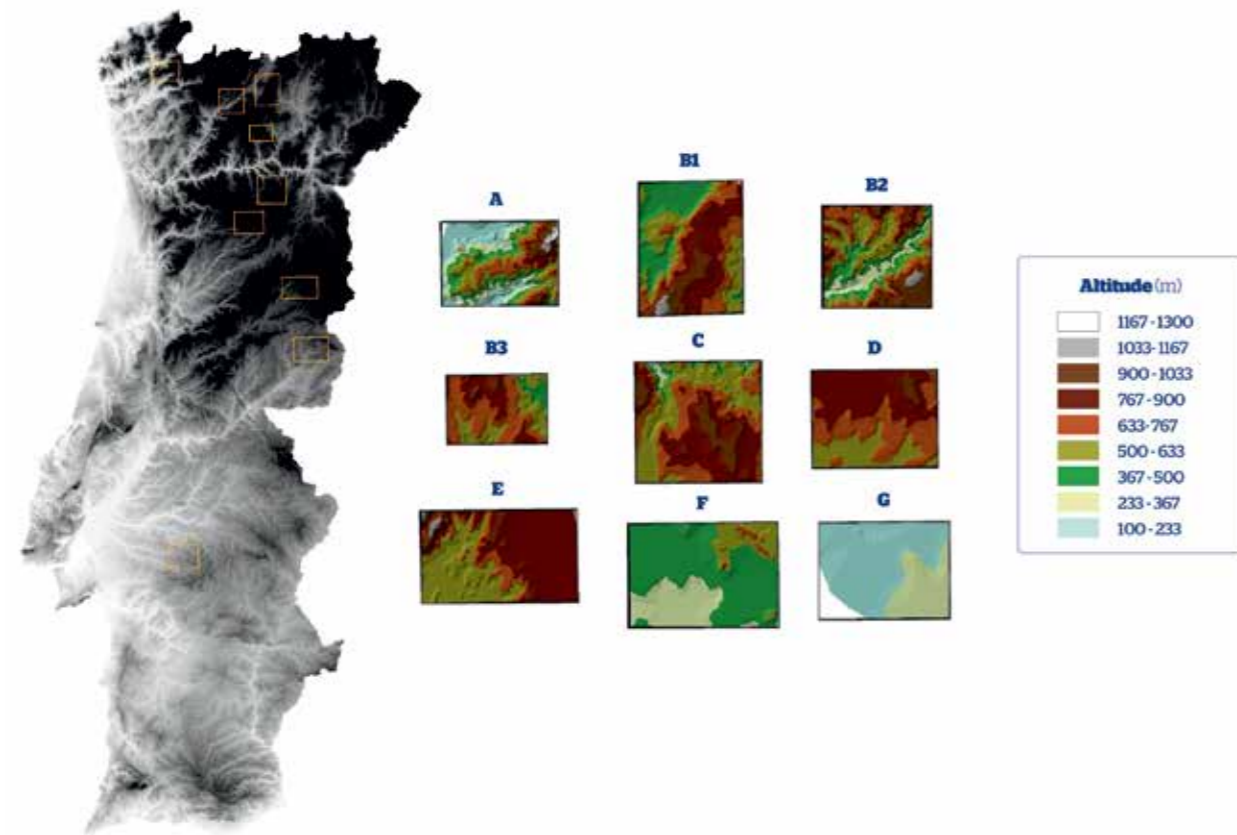 B1
A
B2
B3
C
D
E
F
G
Altitude (m)
1167-1300
1033-1167
900-1033
767-900
633-767
500-633
367-500
233-367
100-233